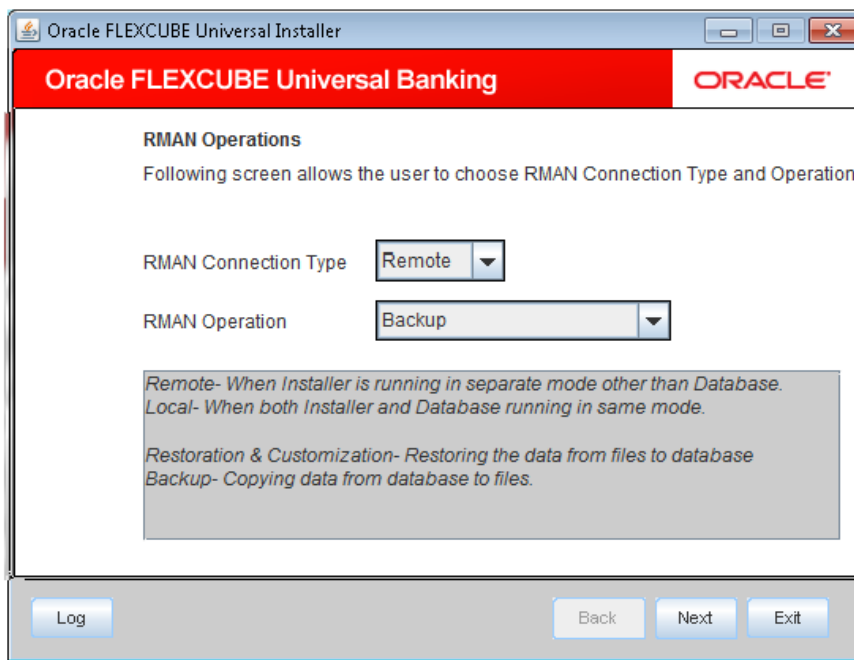 Oracle FLEXCUBE Universal Installer
Oracle FLEXCUBE Universal Banking
ORACLE
RMAN Operations
Following screen allows the user to choose RMAN Connection Type and Operation
RMAN Connection Type
Remote
RMAN Operation
Backup
Remote- When Installer is running in separate mode other than Database.
Local- When both Installer and Database running in same mode.
Restoration & Customization- Restoring the data from files to database
Backup- Copying data from database to files.
Log
Back
Next
Exit